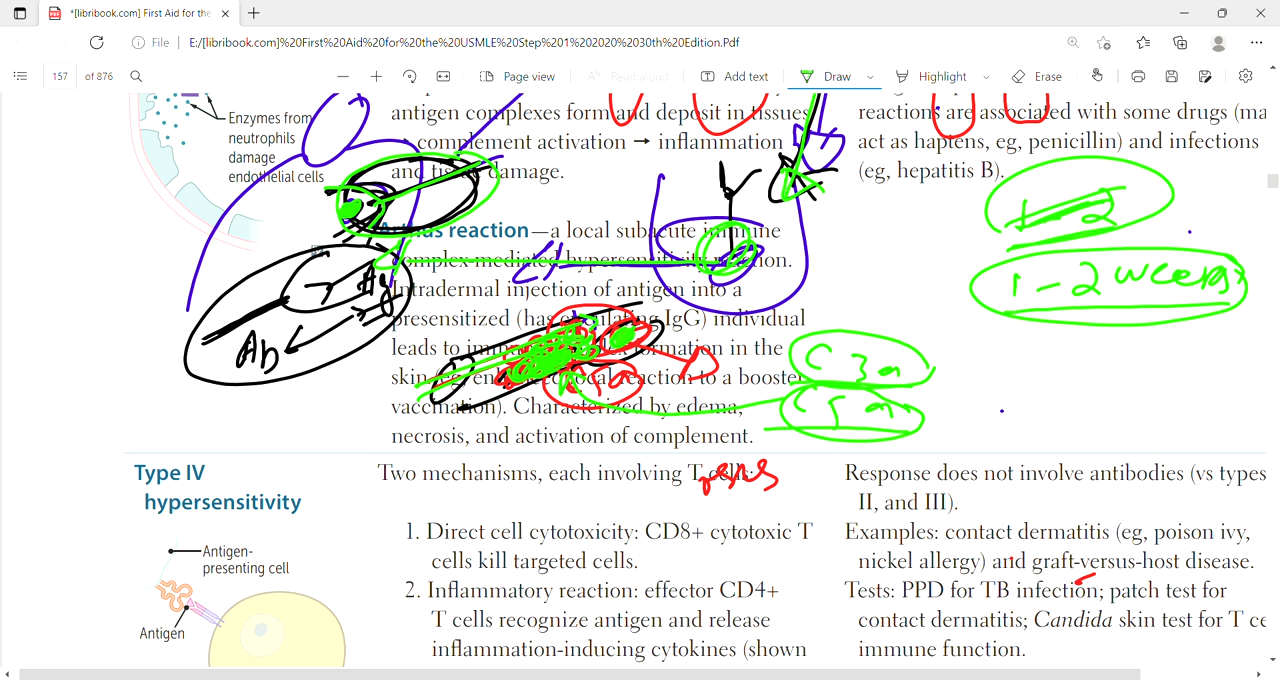 *[libribook.com] First Aid for the
File E:/[libribook.com]%20First%20Aid%20for%20the%20USMLE%20Step%201%202020%2030th%20Edition.Pdf
157 of 876 Page view Read aloud Add text Draw Highlight Erase
Enzymes from
neutrophils
damage
endothelial cells
antigen complexes form and deposit in tissues
complement activation → inflammation
and tissue damage.
Arthus reaction—a local subacute immune
complex-mediated hypersensitivity reaction.
Intradermal injection of antigen into a
presensitized (has circulating IgG) individual
leads to immune complex formation in the
skin (eg, enhanced local reaction to a booster
vaccination). Characterized by edema,
necrosis, and activation of complement.
reactions are associated with some drugs (ma
act as haptens, eg, penicillin) and infections
(eg, hepatitis B).
1-2
1-2 weeks
Ag
Ab
C3a
C5a
Type IV
hypersensitivity
Antigen-
presenting cell
Antigen
Two mechanisms, each involving T cells:
1. Direct cell cytotoxicity: CD8+ cytotoxic T
cells kill targeted cells.
2. Inflammatory reaction: effector CD4+
T cells recognize antigen and release
inflammation-inducing cytokines (shown
Response does not involve antibodies (vs types
II, and III).
Examples: contact dermatitis (eg, poison ivy,
nickel allergy) and graft-versus-host disease.
Tests: PPD for TB infection; patch test for
contact dermatitis; Candida skin test for T ce
immune function.